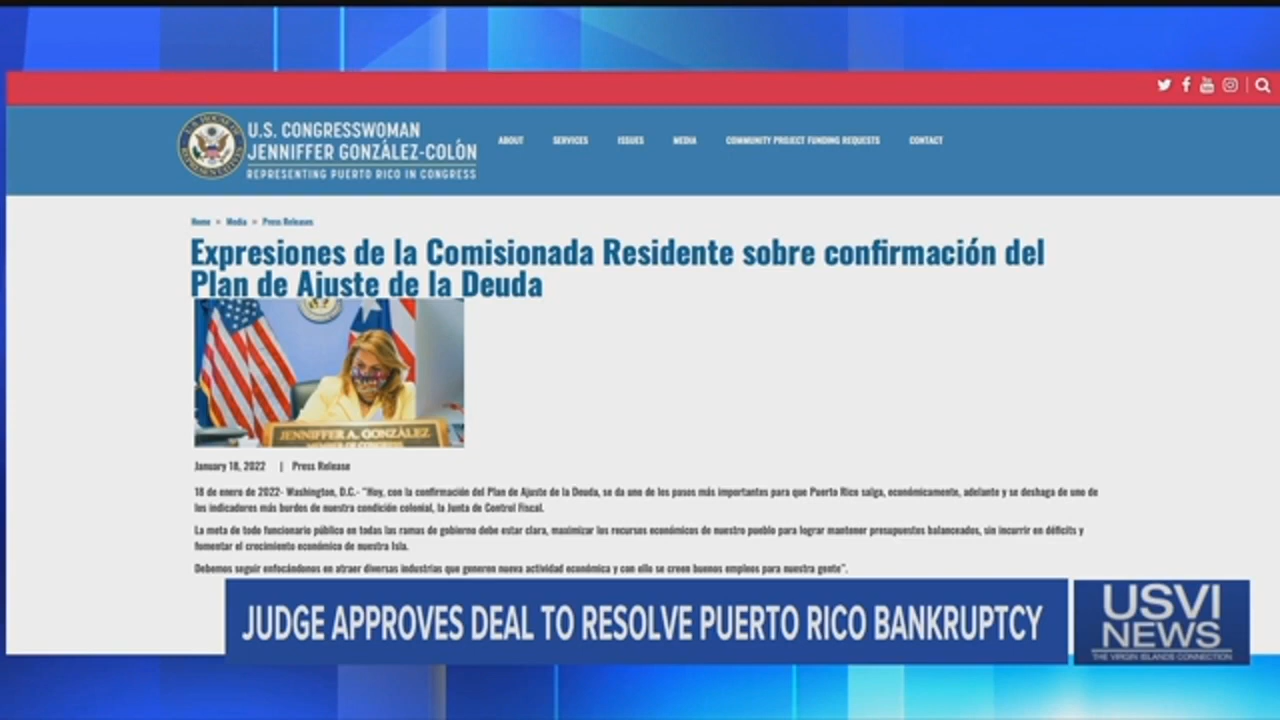 U.S. CONGRESSWOMAN
JENNIFFER GONZÁLEZ-COLÓN
REPRESENTING PUERTO RICO IN CONGRESS
ABOUT SERVICES ISSUES MEDIA COMMUNITY PROJECT FUNDING REQUESTS CONTACT
Home » Media » Press Releases
Expresiones de la Comisionada Residente sobre confirmación del
Plan de Ajuste de la Deuda
JENNIFFER A. GONZÁLEZ
MEMBER OF CONGRESS
January 18, 2022 | Press Release
18 de enero de 2022- Washington, D.C.- "Hoy, con la confirmación del Plan de Ajuste de la Deuda, se da uno de los pasos más importantes para que Puerto Rico salga, económicamente, adelante y se deshaga de uno de
los indicadores más burdos de nuestra condición colonial, la Junta de Control Fiscal.
La meta de todo funcionario público en todas las ramas de gobierno debe estar clara, maximizar los recursos económicos de nuestro pueblo para lograr mantener presupuestos balanceados, sin incurrir en déficits y
fomentar el crecimiento económico de nuestra Isla.
Debemos seguir enfocándonos en atraer diversas industrias que generen nueva actividad económica y con ello se creen buenos empleos para nuestra gente".
JUDGE APPROVES DEAL TO RESOLVE PUERTO RICO BANKRUPTCY
USVI
NEWS
THE VIRGIN ISLANDS CONNECTION